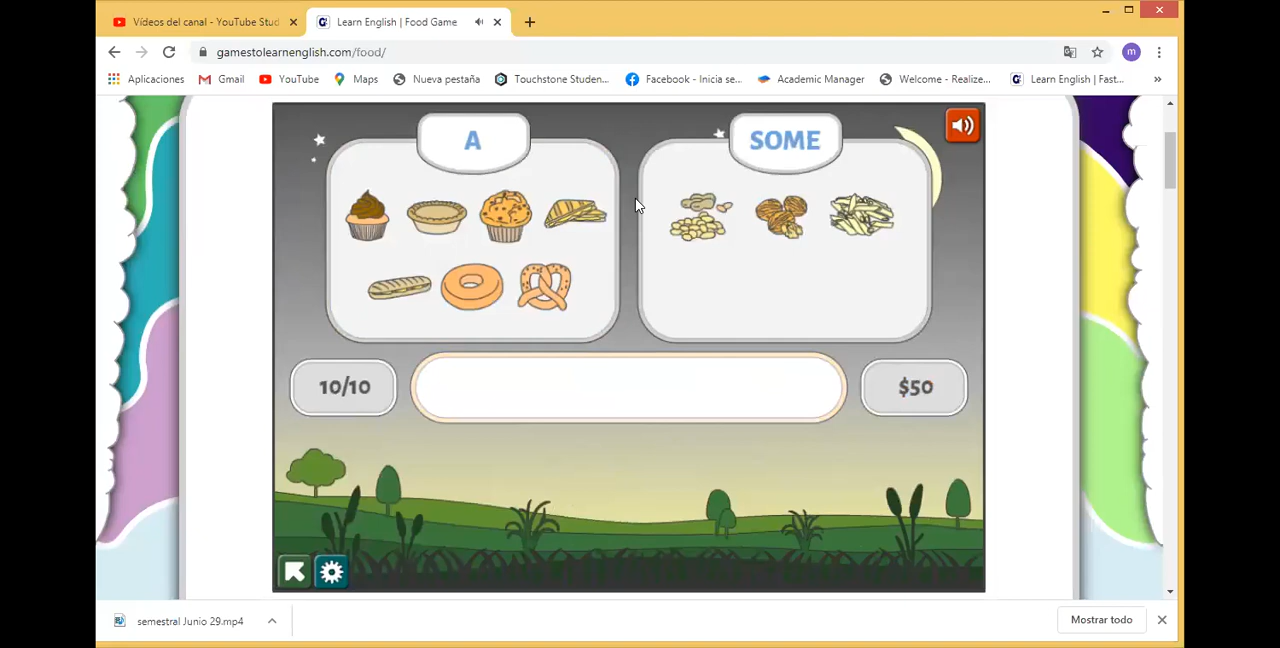 Vídeos del canal - YouTube Stud
Learn English | Food Game
gamestolearnenglish.com/food/
m
Aplicaciones
Gmail
YouTube
Maps
Nueva pestaña
Touchstone Studen...
Facebook - Inicia se...
Academic Manager
Welcome - Realize...
Learn English | Fast...
»
A
SOME
10/10
$50
semestral Junio 29.mp4
Mostrar todo